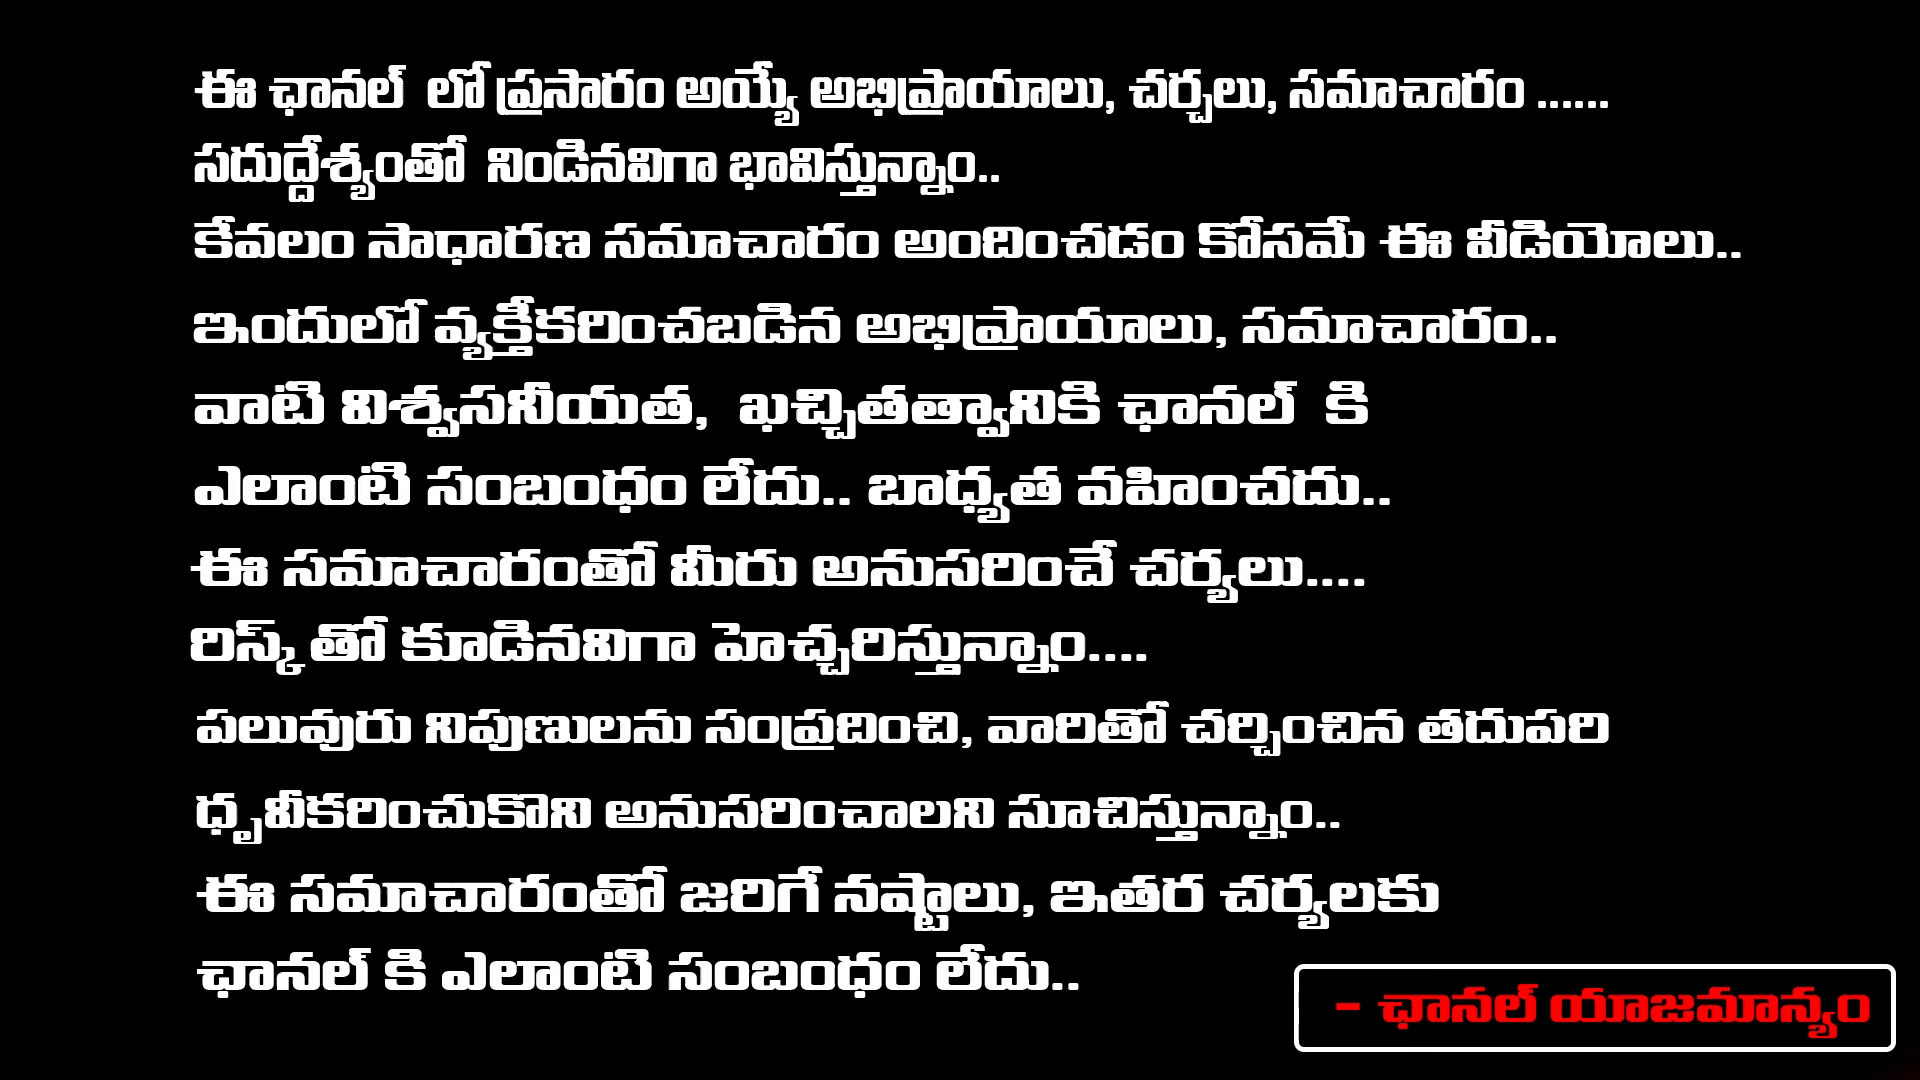 ఈ ఛానల్ లో ప్రసారం అయ్యే అభిప్రాయాలు, చర్చలు, సమాచారం ......
సదుద్దేశ్యంతో నిండినవిగా భావిస్తున్నాం..
కేవలం సాధారణ సమాచారం అందించడం కోసమే ఈ వీడియోలు..
ఇందులో వ్యక్తీకరించబడిన అభిప్రాయాలు, సమాచారం..
వాటి విశ్వసనీయత, ఖచ్చితత్వానికి ఛానల్ కి
ఎలాంటి సంబంధం లేదు.. బాధ్యత వహించదు..
ఈ సమాచారంతో మీరు అనుసరించే చర్యలు....
రిస్క్ తో కూడినవిగా హెచ్చరిస్తున్నాం....
పలువురు నిపుణులను సంప్రదించి, వారితో చర్చించిన తదుపరి
ధృవీకరించుకొని అనుసరించాలని సూచిస్తున్నాం..
ఈ సమాచారంతో జరిగే నష్టాలు, ఇతర చర్యలకు
ఛానల్ కి ఎలాంటి సంబంధం లేదు..
- ఛానల్ యాజమాన్యం